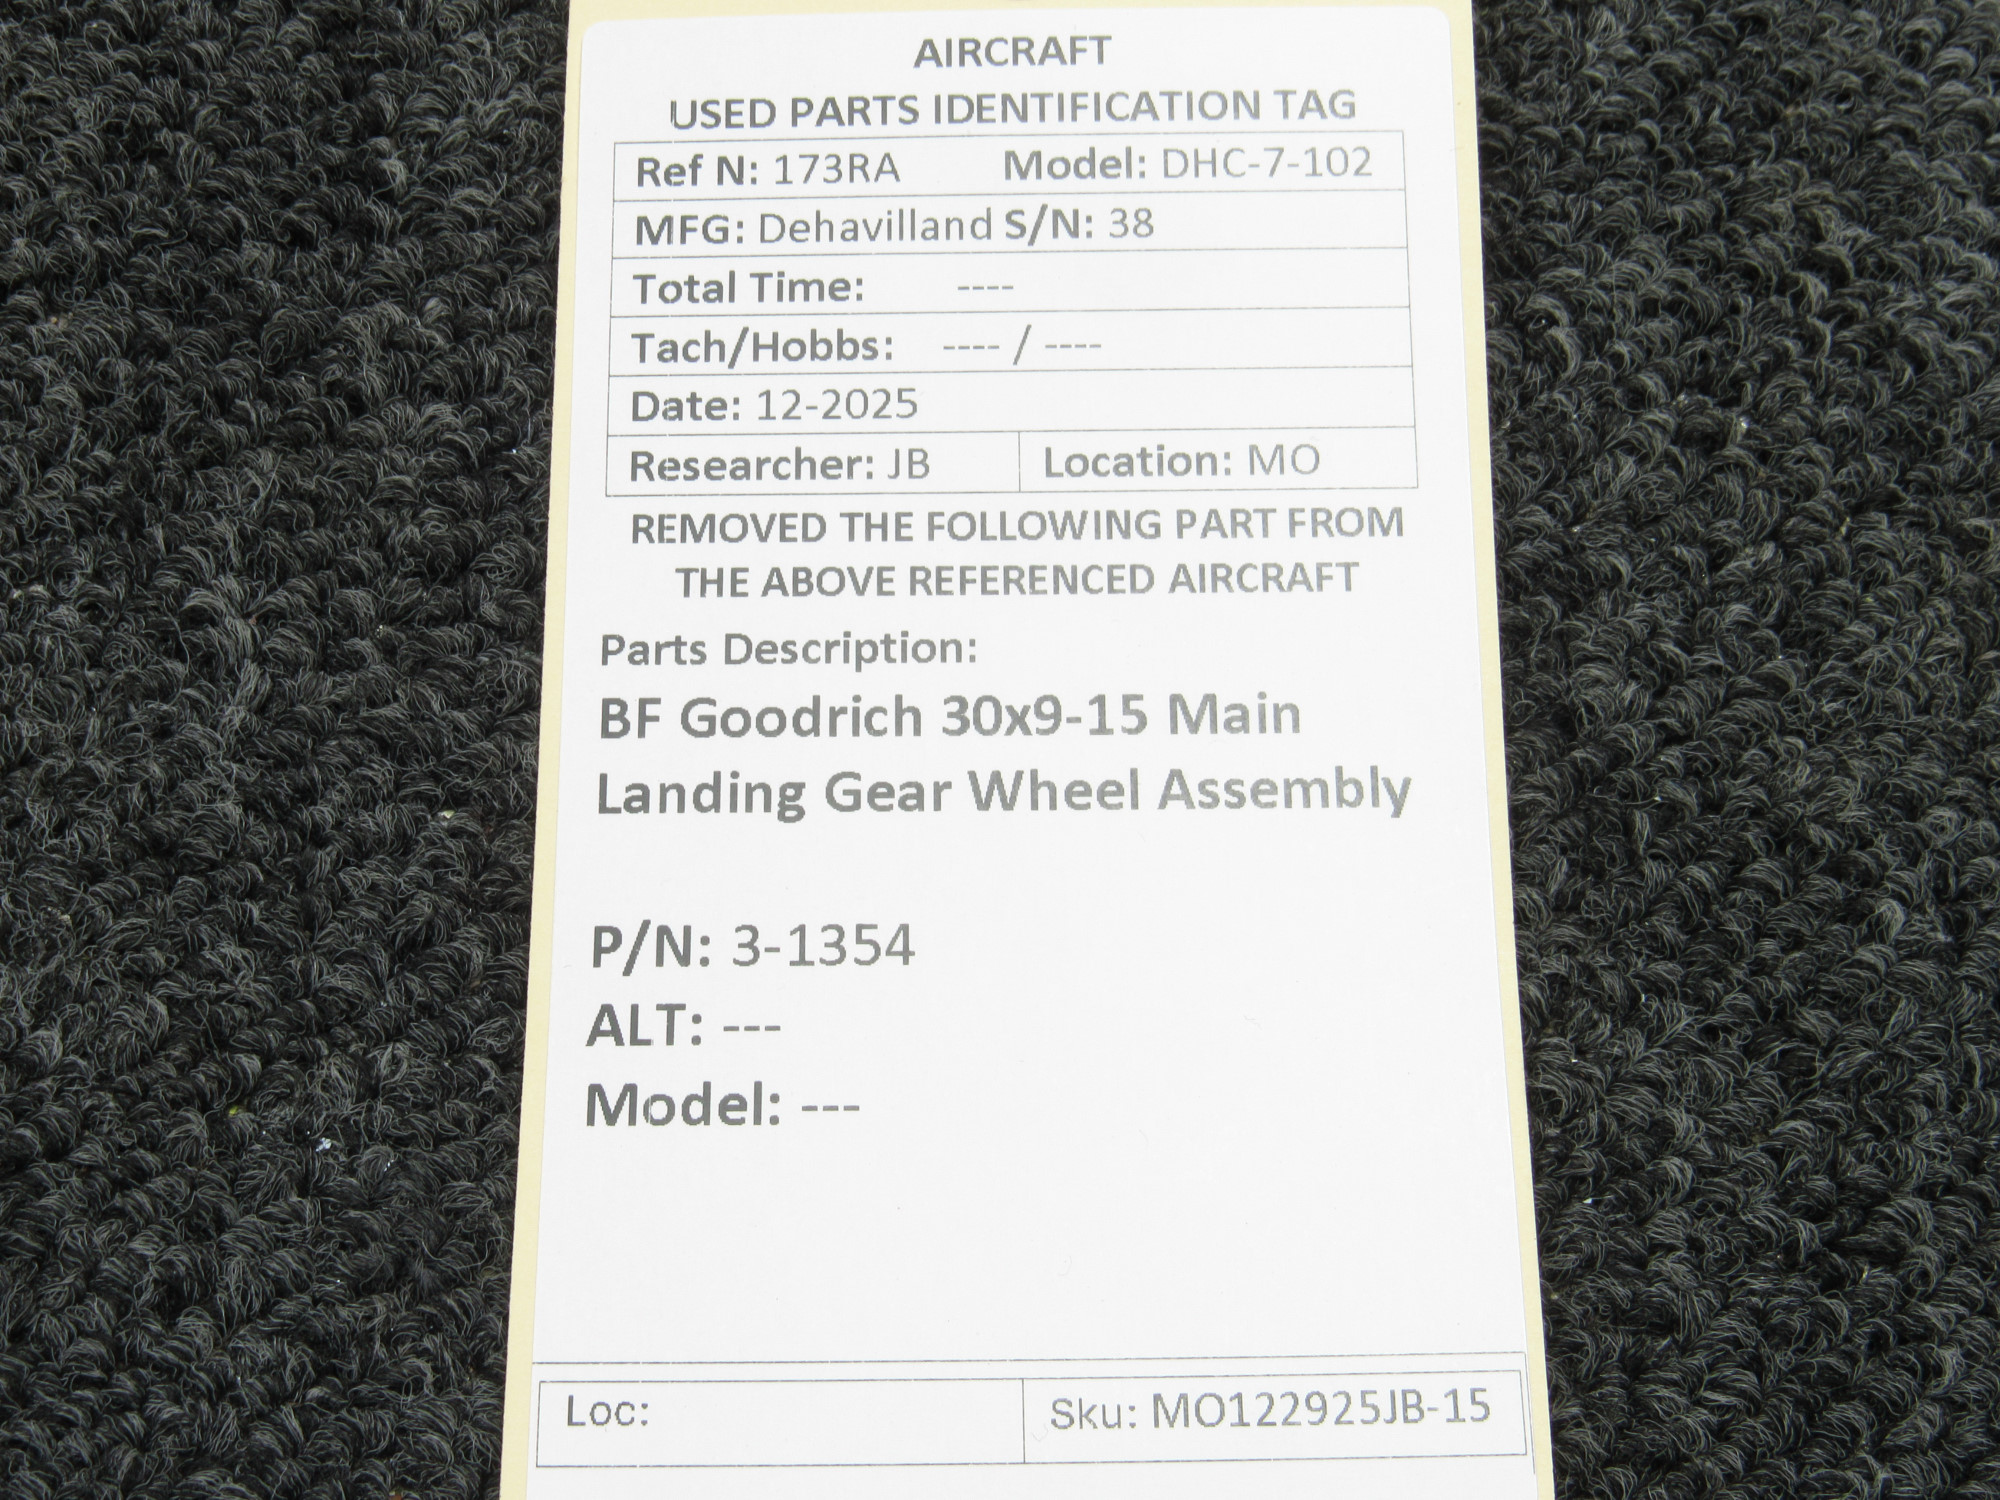 AIRCRAFT
USED PARTS IDENTIFICATION TAG
Ref N: 173RA Model: DHC-7-102
MFG: Dehavilland S/N: 38
Total Time: ----
Tach/Hobbs: ---- / ----
Date: 12-2025
Researcher: JB Location: MO
REMOVED THE FOLLOWING PART FROM
THE ABOVE REFERENCED AIRCRAFT
Parts Description:
BF Goodrich 30x9-15 Main
Landing Gear Wheel Assembly
P/N: 3-1354
ALT: ---
Model: ---
Loc: Sku: MO122925JB-15